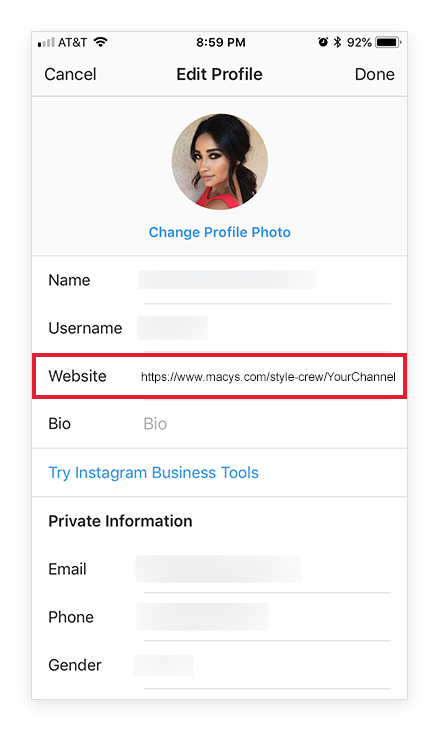 AT&T 8:59 PM 92%
Cancel Edit Profile Done
Change Profile Photo
Name
Username
Website https://www.macys.com/style-crew/YourChannel
Bio Bio
Try Instagram Business Tools
Private Information
Email
Phone
Gender